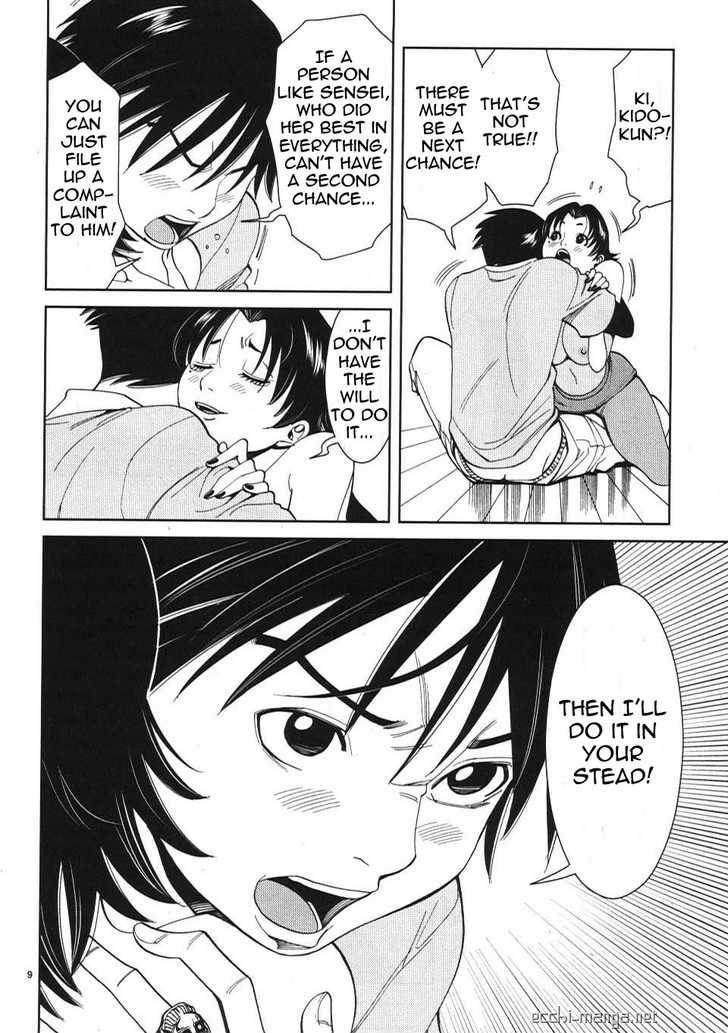 KI,
KIDO-
KUN?!
THAT'S
NOT
TRUE!!
THERE
MUST
BE A
NEXT
CHANCE!
IF A
PERSON
LIKE SENSEI,
WHO DID
HER BEST IN
EVERYTHING,
CAN'T HAVE
A SECOND
CHANCE...
YOU
CAN
JUST
FILE
UP A
COMP-
LAINT
TO HIM!
...I
DON'T
HAVE
THE
WILL
TO DO
IT...
THEN I'LL
DO IT IN
YOUR
STEAD!
9
ecchi-manga.net